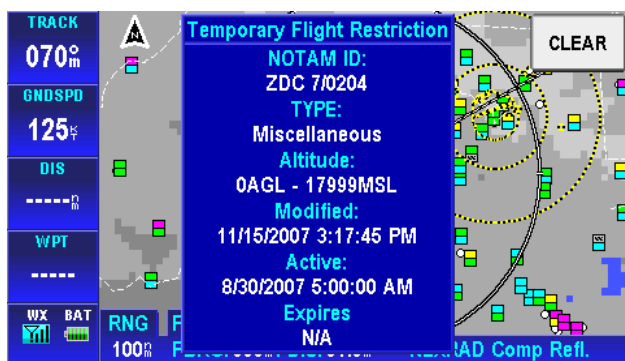 TRACK
070°m
GNDSPD
125kt
DIS
-----nm
WPT
-----
WX BAT
N
Temporary Flight Restriction
NOTAM ID:
ZDC 7/0204
TYPE:
Miscellaneous
Altitude:
0AGL - 17999MSL
Modified:
11/15/2007 3:17:45 PM
Active:
8/30/2007 5:00:00 AM
Expires
N/A
CLEAR
RNG
100nm
AD Comp Refl.